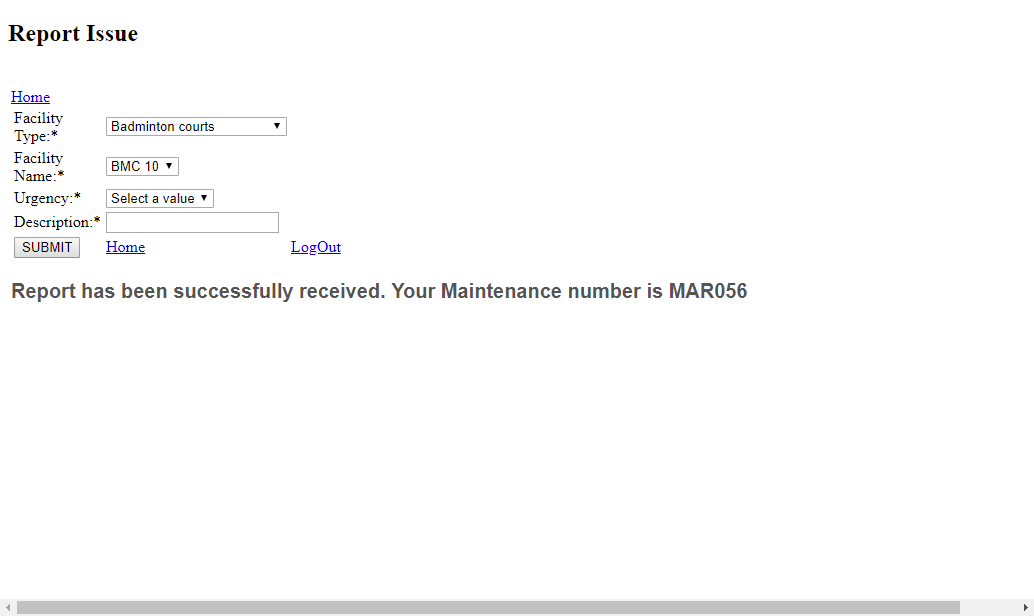 Report Issue
Home
Facility
Type:*
Badminton courts
Facility
Name:*
BMC 10
Urgency:*
Select a value
Description:*
SUBMIT Home LogOut
Report has been successfully received. Your Maintenance number is MAR056